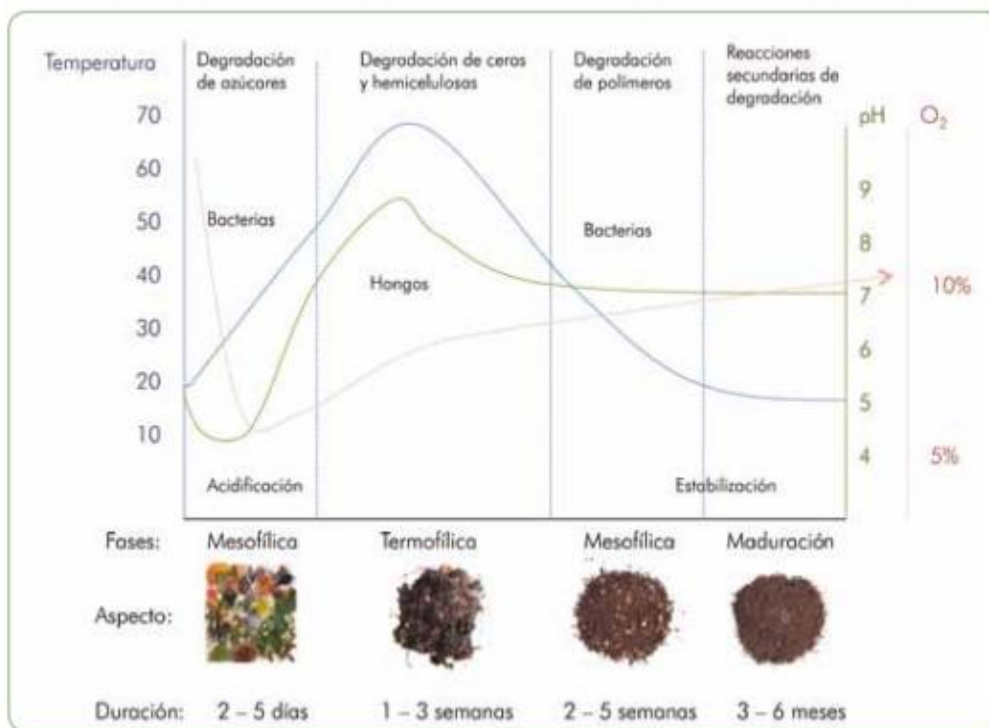 Temperatura
Degradación
de azúcares
Degradación de ceras
y hemicelulosas
Degradación
de polímeros
Reacciones
secundarias de
degradación
pH
O₂
70
60
50
40
30
20
10
Bacterias
Hongos
Bacterias
9
8
7
6
5
4
10%
5%
Acidificación
Estabilización
Fases: Mesofílica Termofílica Mesofílica Maduración
Aspecto:
Duración: 2 – 5 días 1 – 3 semanas 2 – 5 semanas 3 – 6 meses